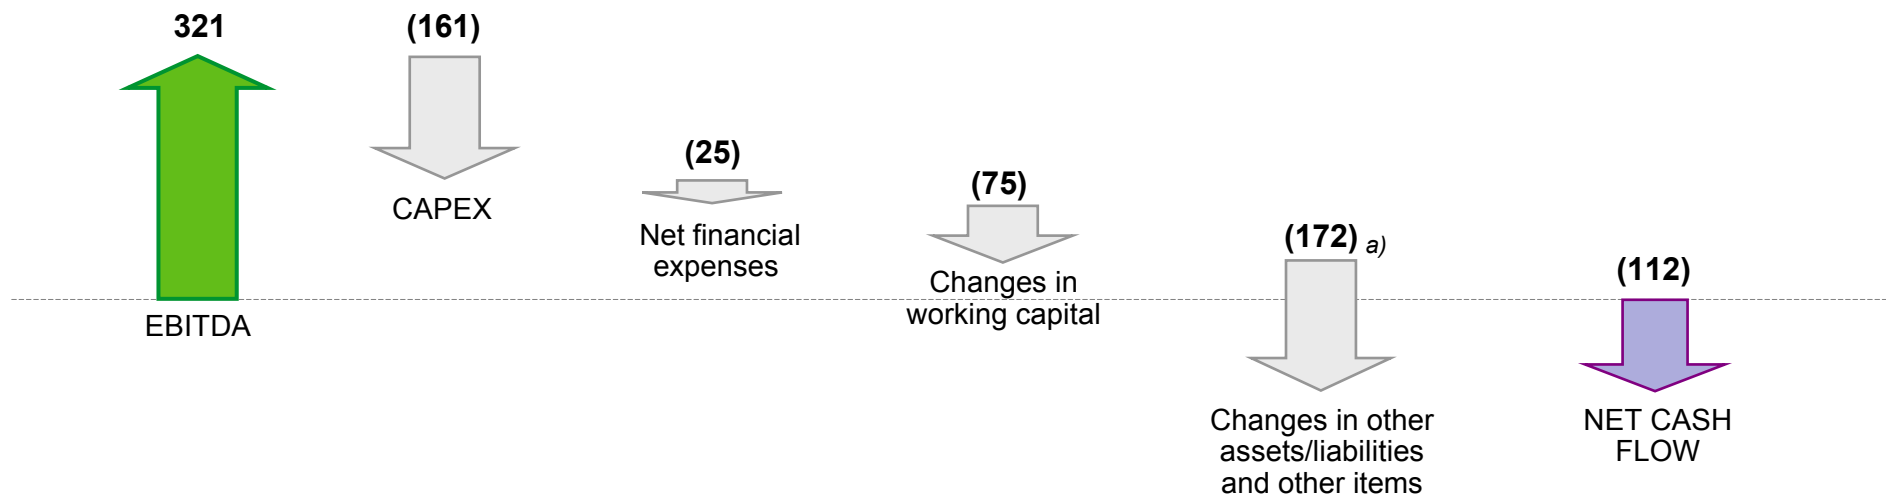 321
EBITDA
(161)
CAPEX
(25)
Net financial
expenses
(75)
Changes in
working capital
(172) a)
Changes in other
assets/liabilities
and other items
(112)
NET CASH
FLOW